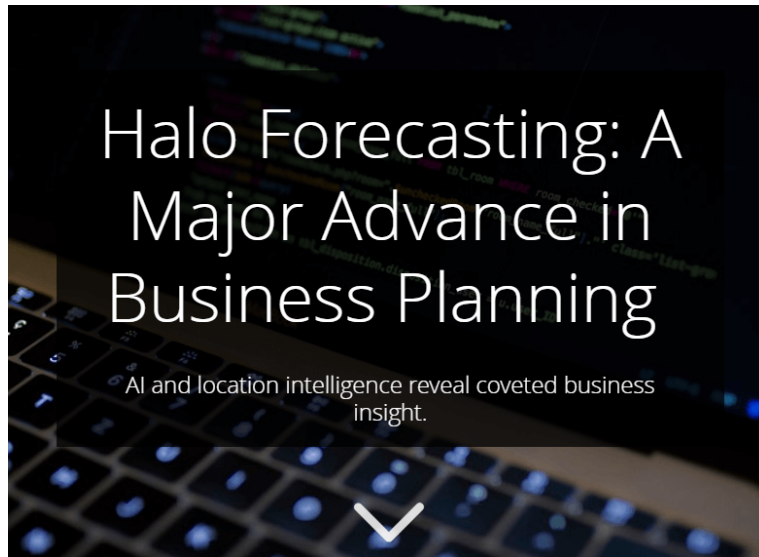 Halo Forecasting: A
Major Advance in
Business Planning
AI and location intelligence reveal coveted business
insight.